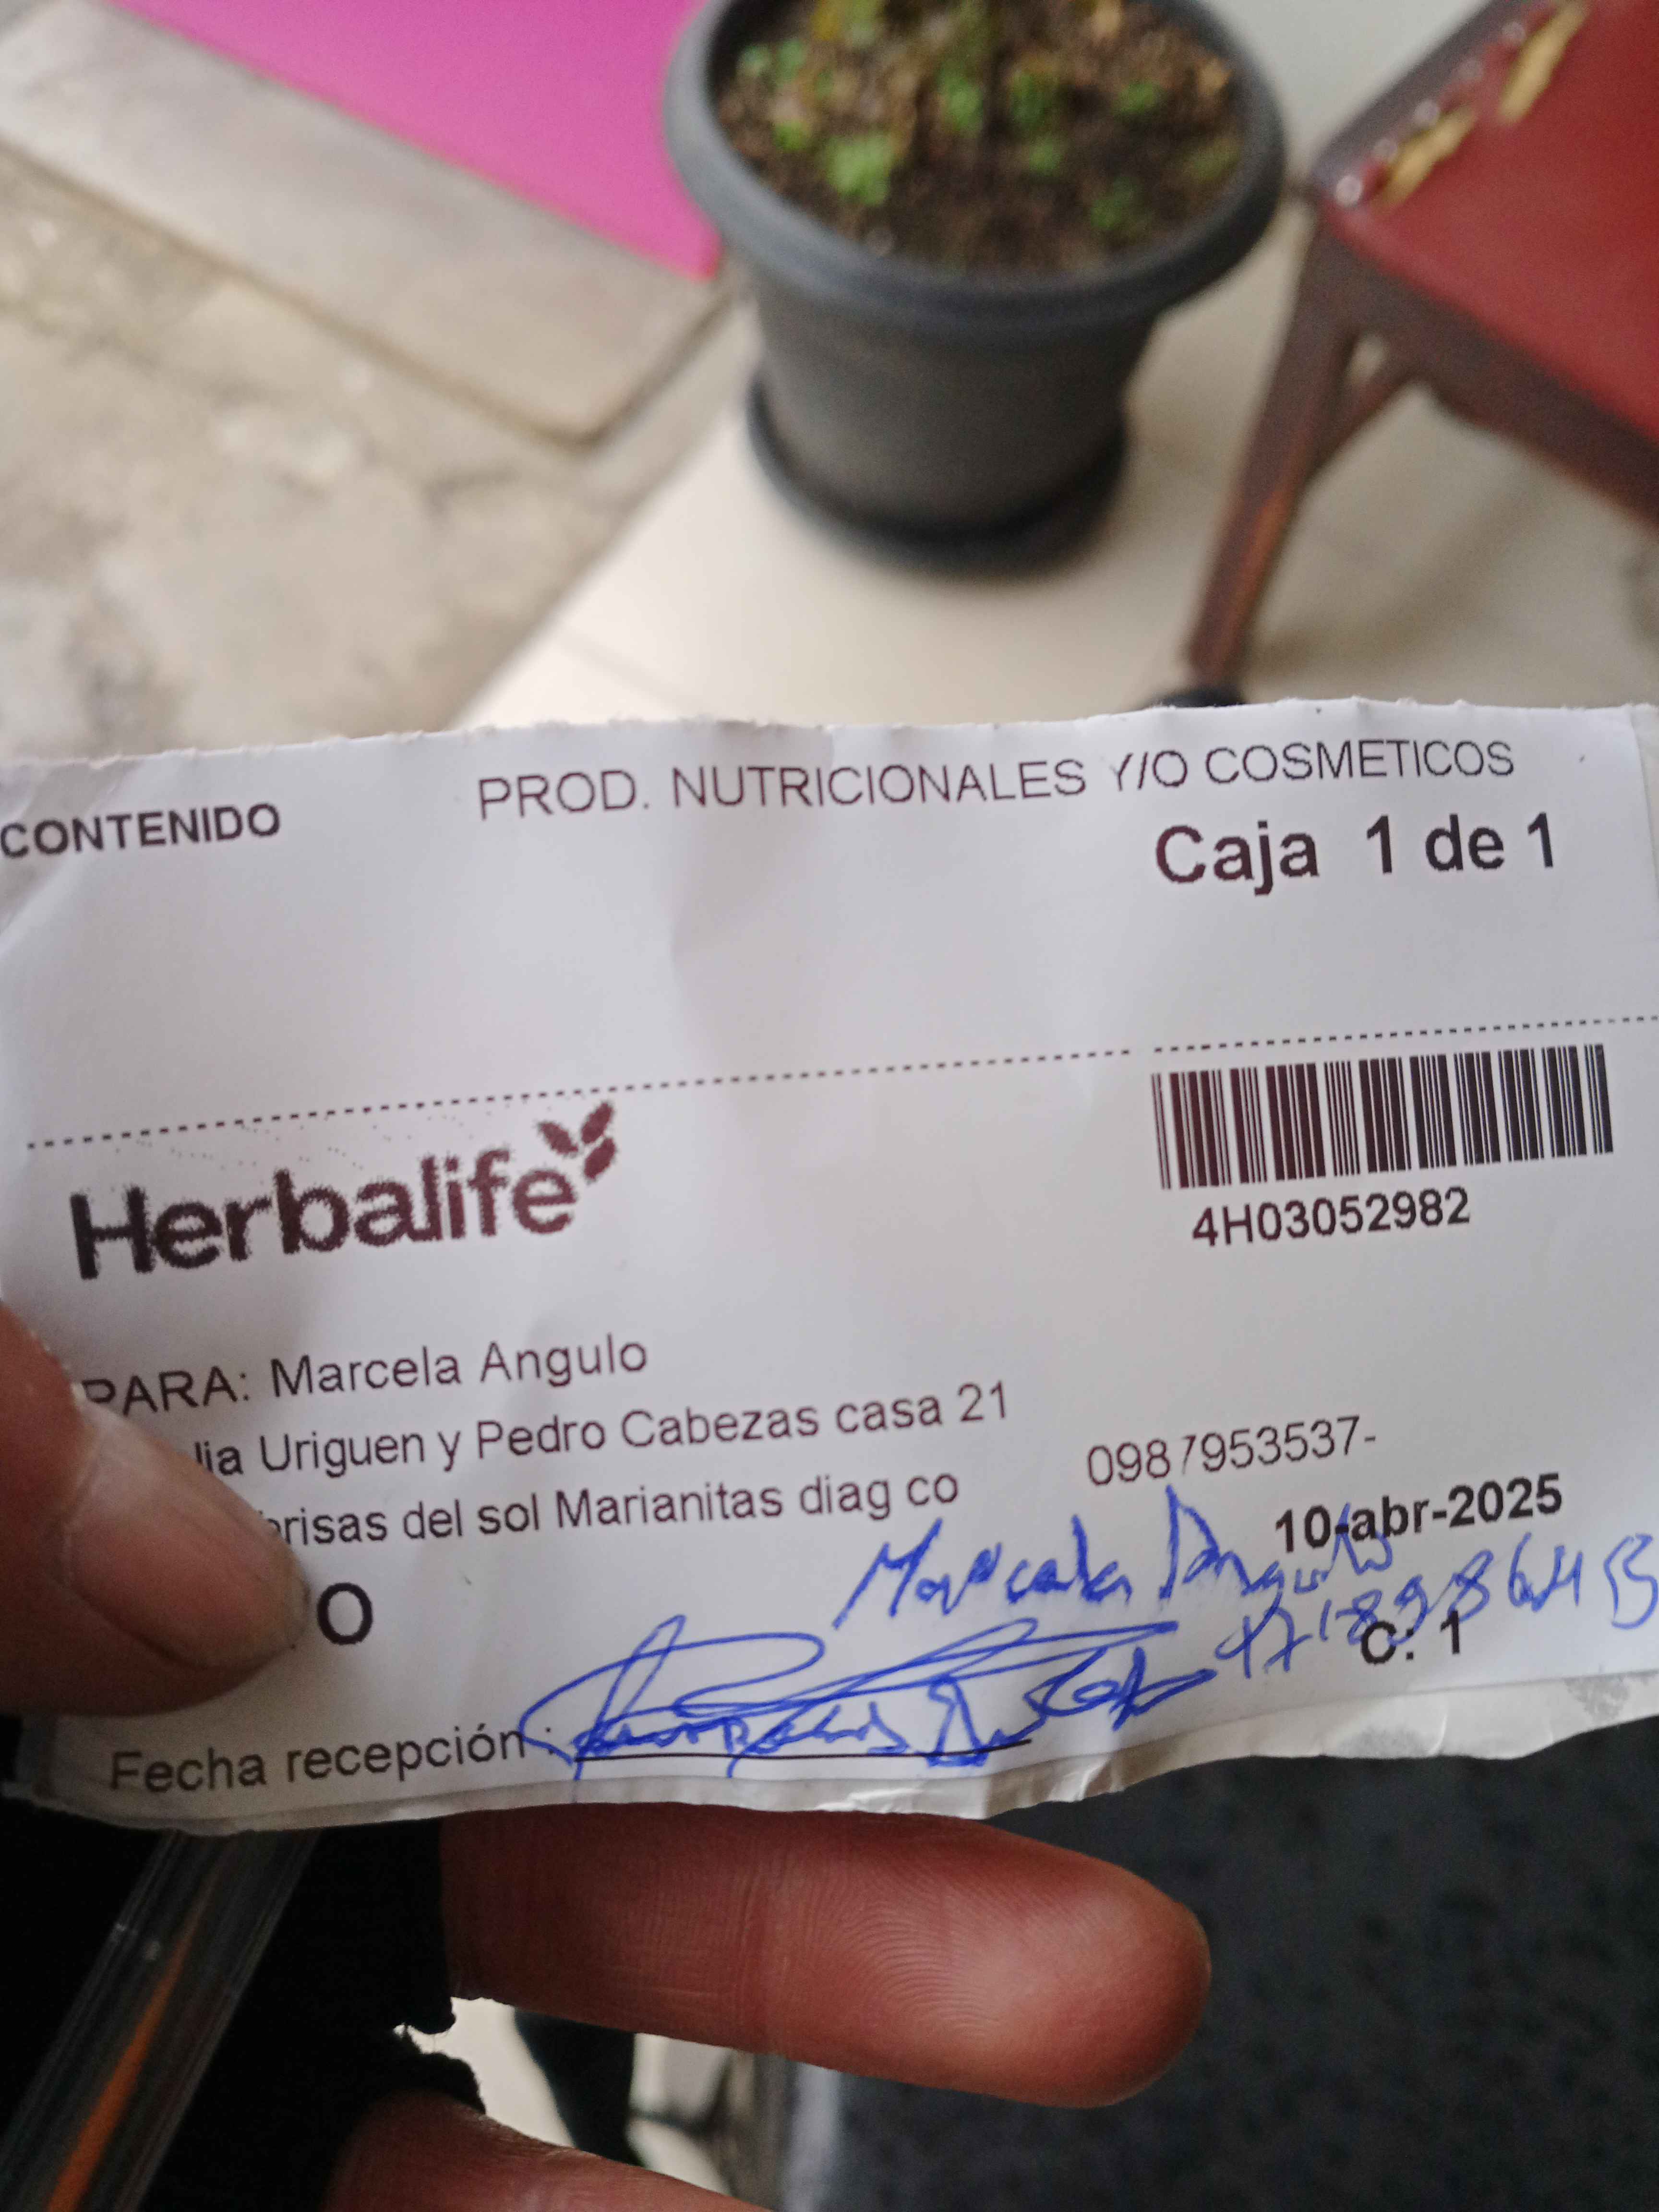 CONTENIDO PROD. NUTRICIONALES Y/O COSMETICOS
Caja 1 de 1
Herbalife
4H03052982
PARA: Marcela Angulo
lia Uriguen y Pedro Cabezas casa 21
0987953537-
brisas del sol Marianitas diag co
10-abr-2025
Marcela Angulo
O
C: 1
Fecha recepción :